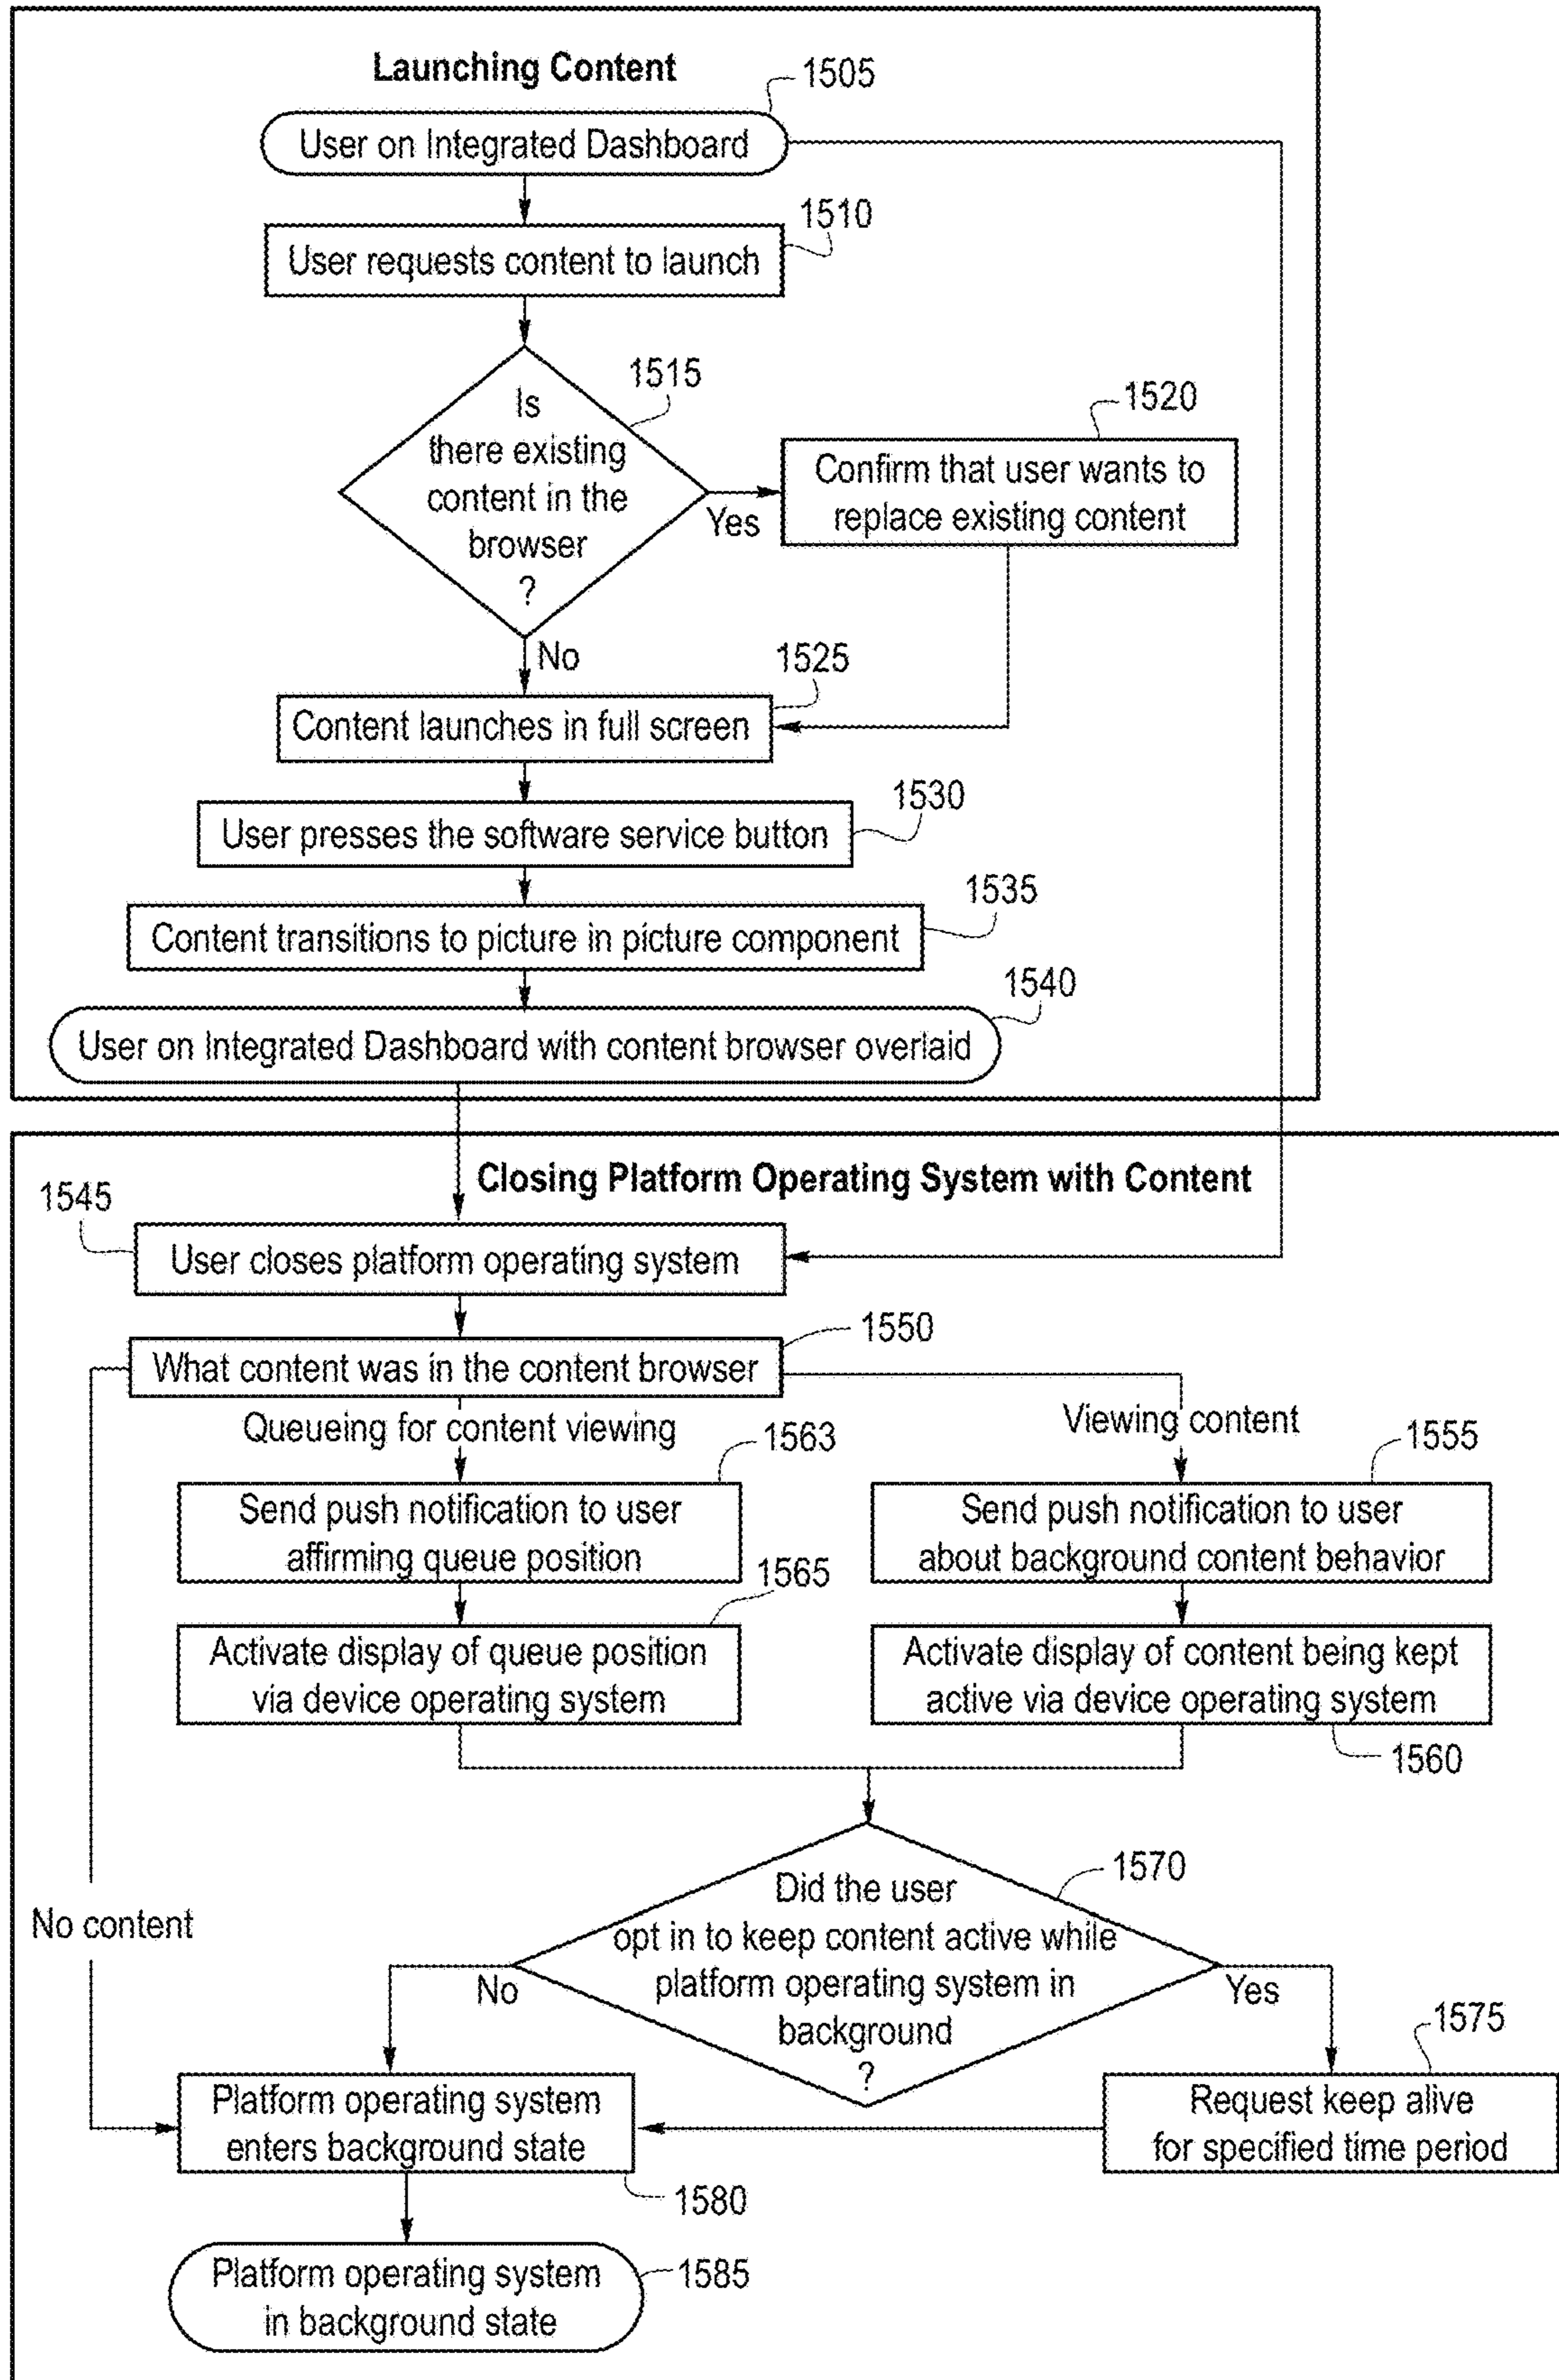 Launching Content
1505
User on Integrated Dashboard
1510
User requests content to launch
1515
Is
there existing
content in the
browser
?
Yes
1520
Confirm that user wants to
replace existing content
No
1525
Content launches in full screen
1530
User presses the software service button
1535
Content transitions to picture in picture component
1540
User on Integrated Dashboard with content browser overlaid
Closing Platform Operating System with Content
1545
User closes platform operating system
1550
What content was in the content browser
Queueing for content viewing
Viewing content
1563
Send push notification to user
affirming queue position
1555
Send push notification to user
about background content behavior
1565
Activate display of queue position
via device operating system
Activate display of content being kept
active via device operating system
1560
1570
Did the user
opt in to keep content active while
platform operating system in
background
?
No content
No
Yes
1575
Platform operating system
enters background state
Request keep alive
for specified time period
1580
Platform operating system
in background state
1585